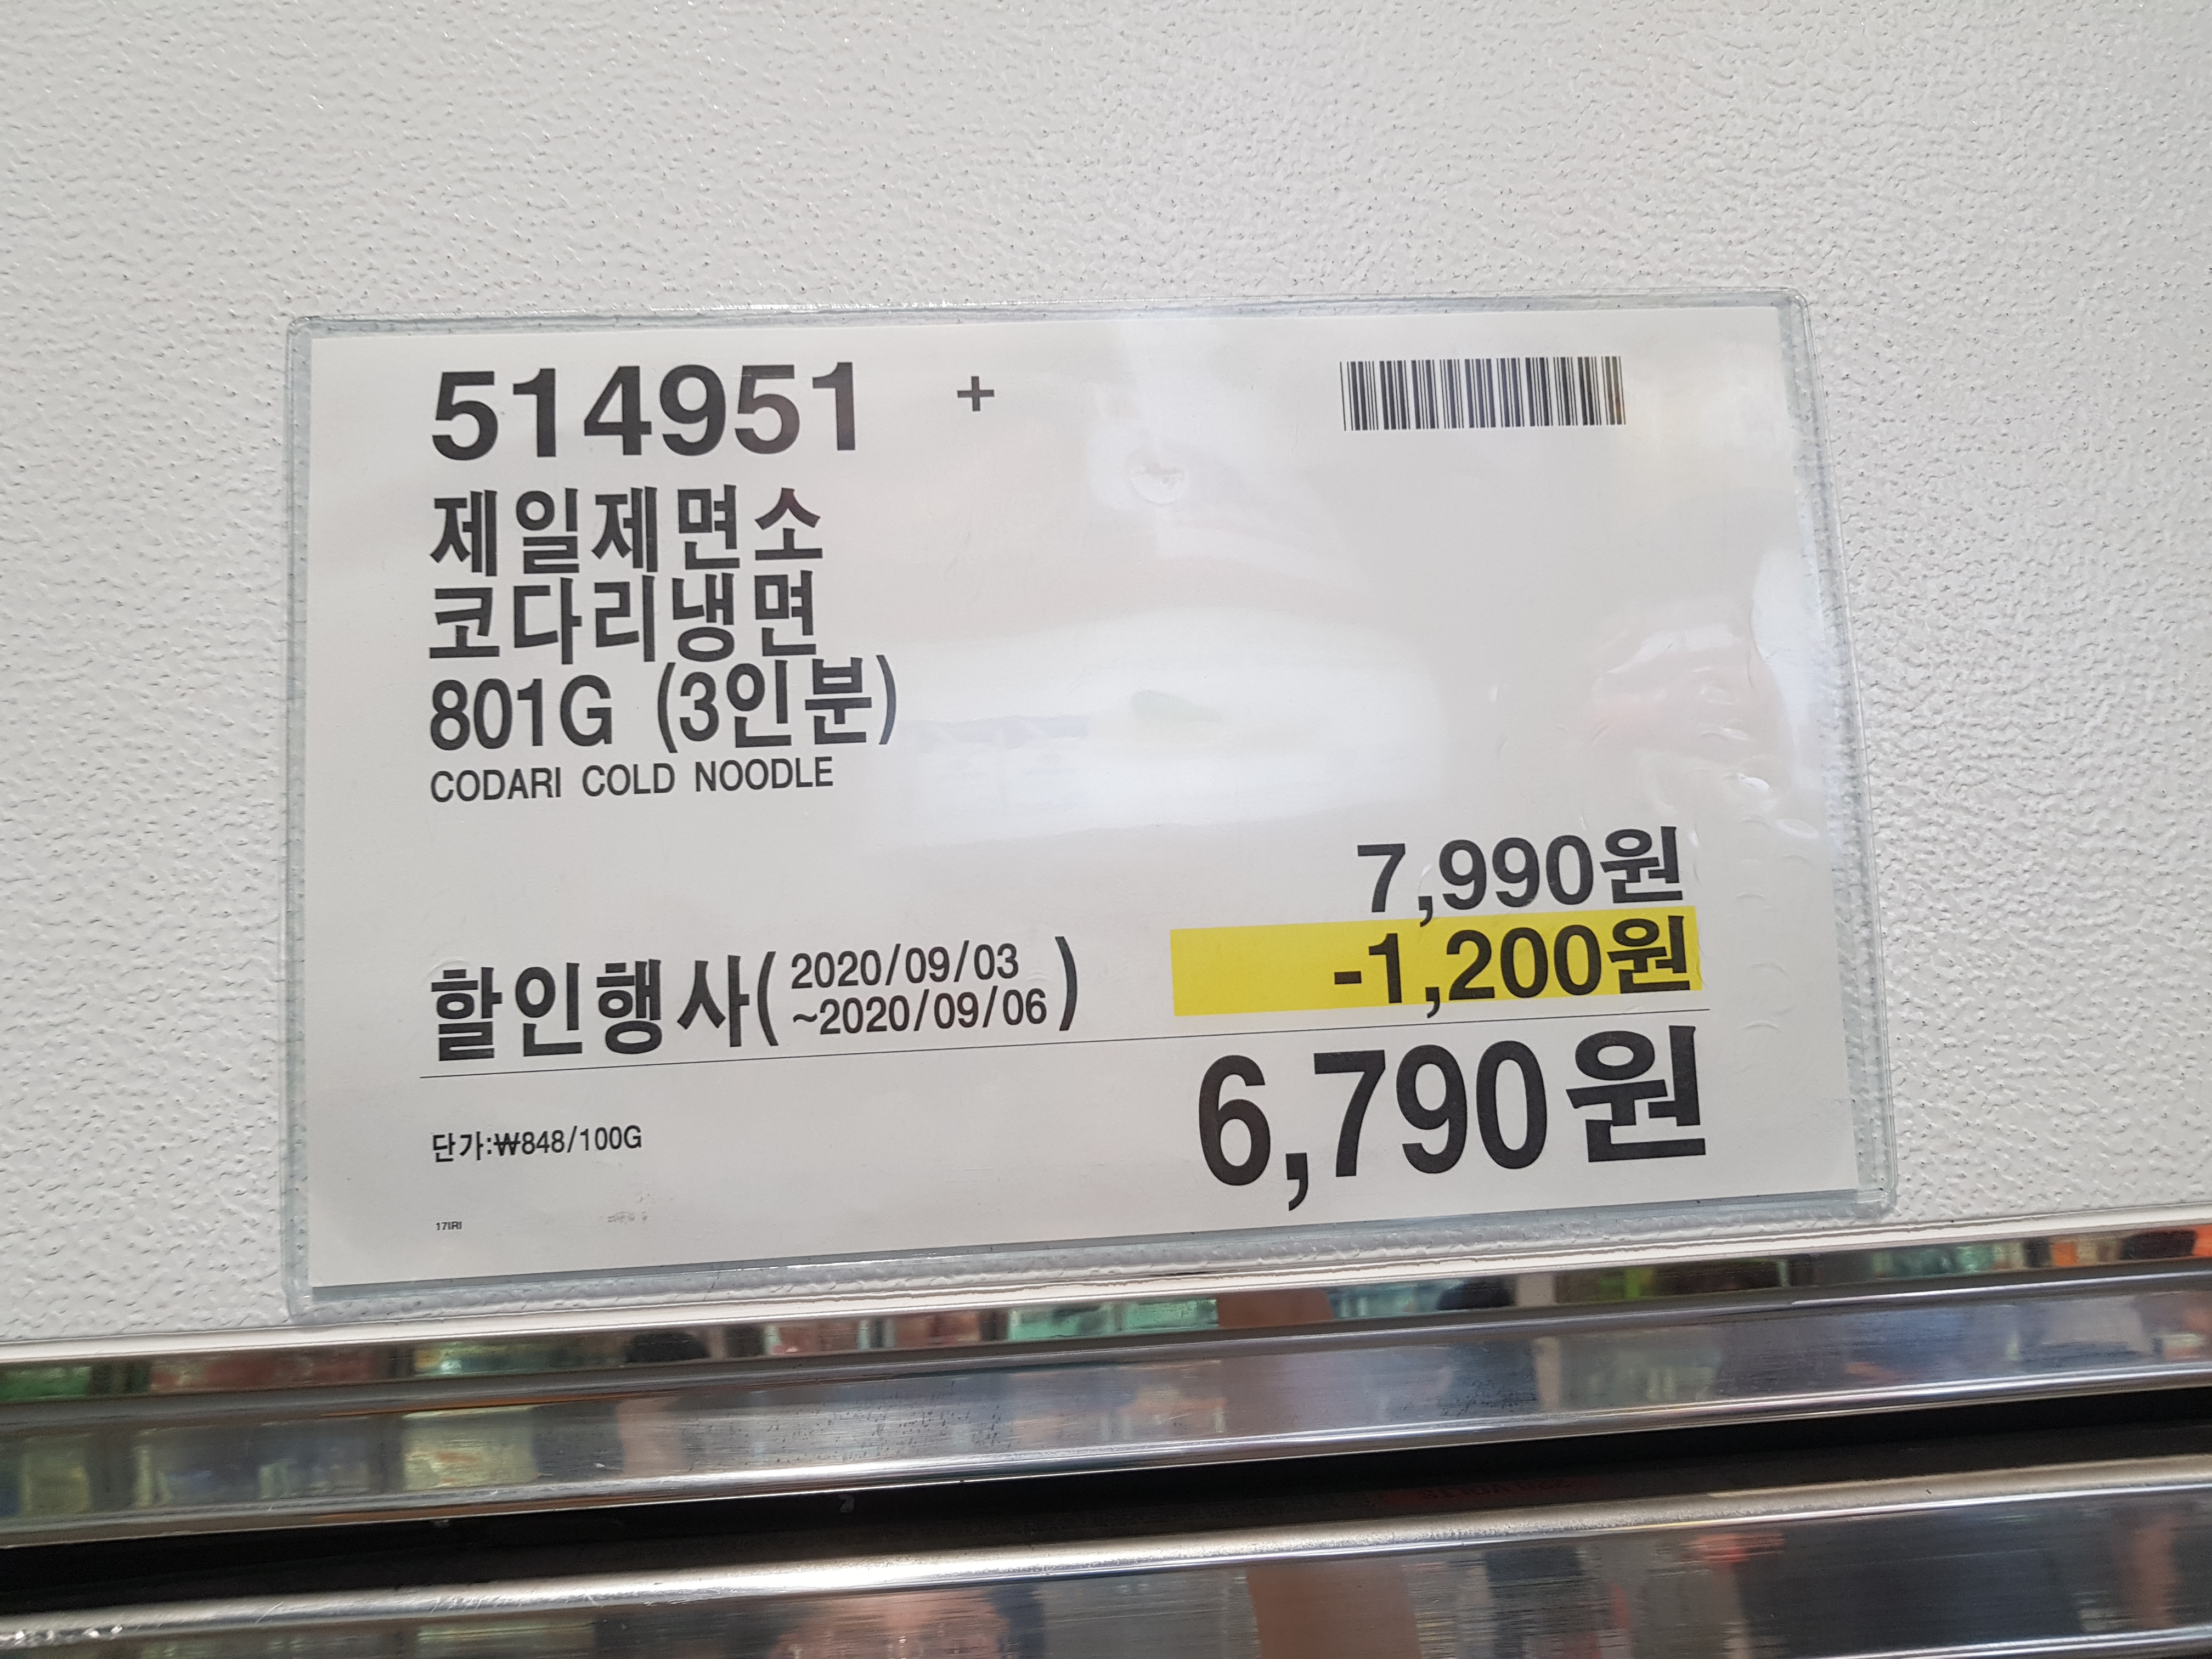 514951 +
제일제면소
코다리냉면
801G (3인분)
CODARI COLD NOODLE
7,990원
-1,200원
할인행사( 2020/09/03
~2020/09/06 )
6,790원
단가:₩848/100G
17IRI